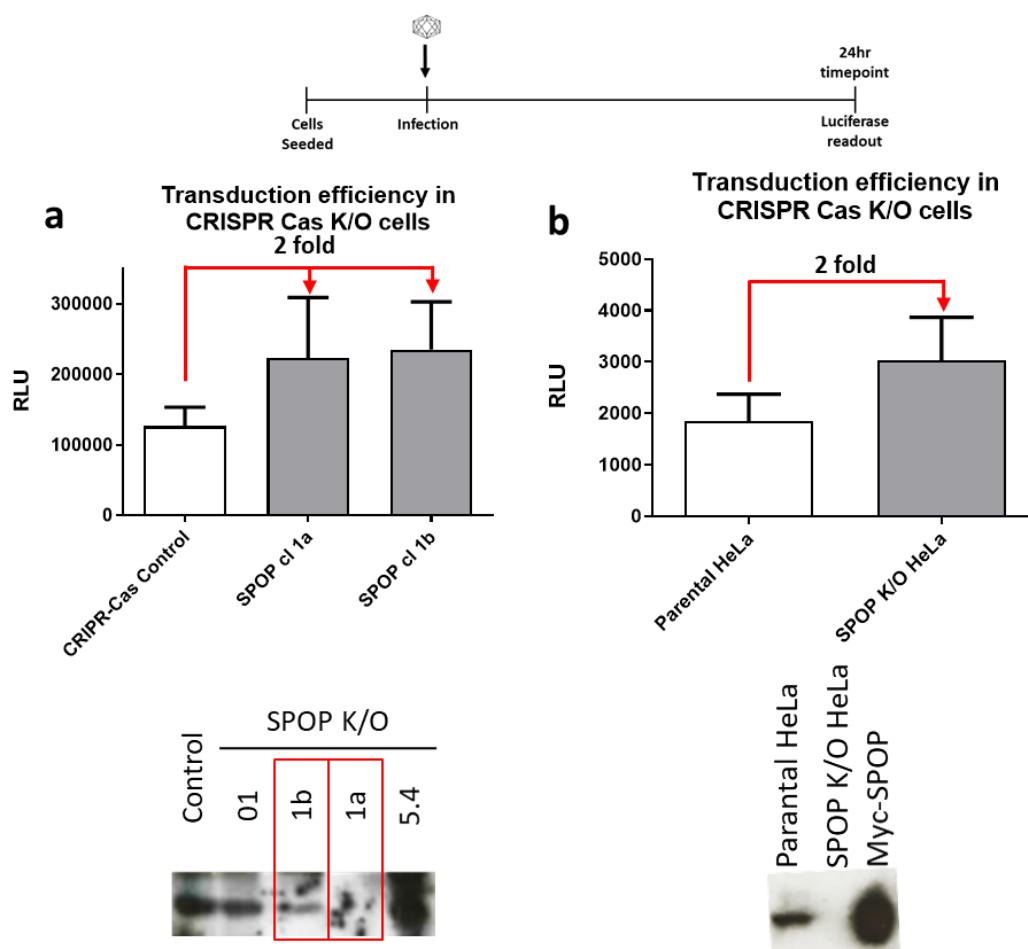 24hr
timepoint
Cells
Seeded
Infection
Luciferase
readout
a
Transduction efficiency in
CRISPR Cas K/O cells
2 fold
RLU
300000
200000
100000
0
CRIPR-Cas Control
SPOP cl 1a
SPOP cl 1b
b
Transduction efficiency in
CRISPR Cas K/O cells
2 fold
RLU
5000
4000
3000
2000
1000
0
Parental HeLa
SPOP K/O HeLa
SPOP K/O
Control
01
1b
1a
5.4
Parantal HeLa
SPOP K/O HeLa
Myc-SPOP